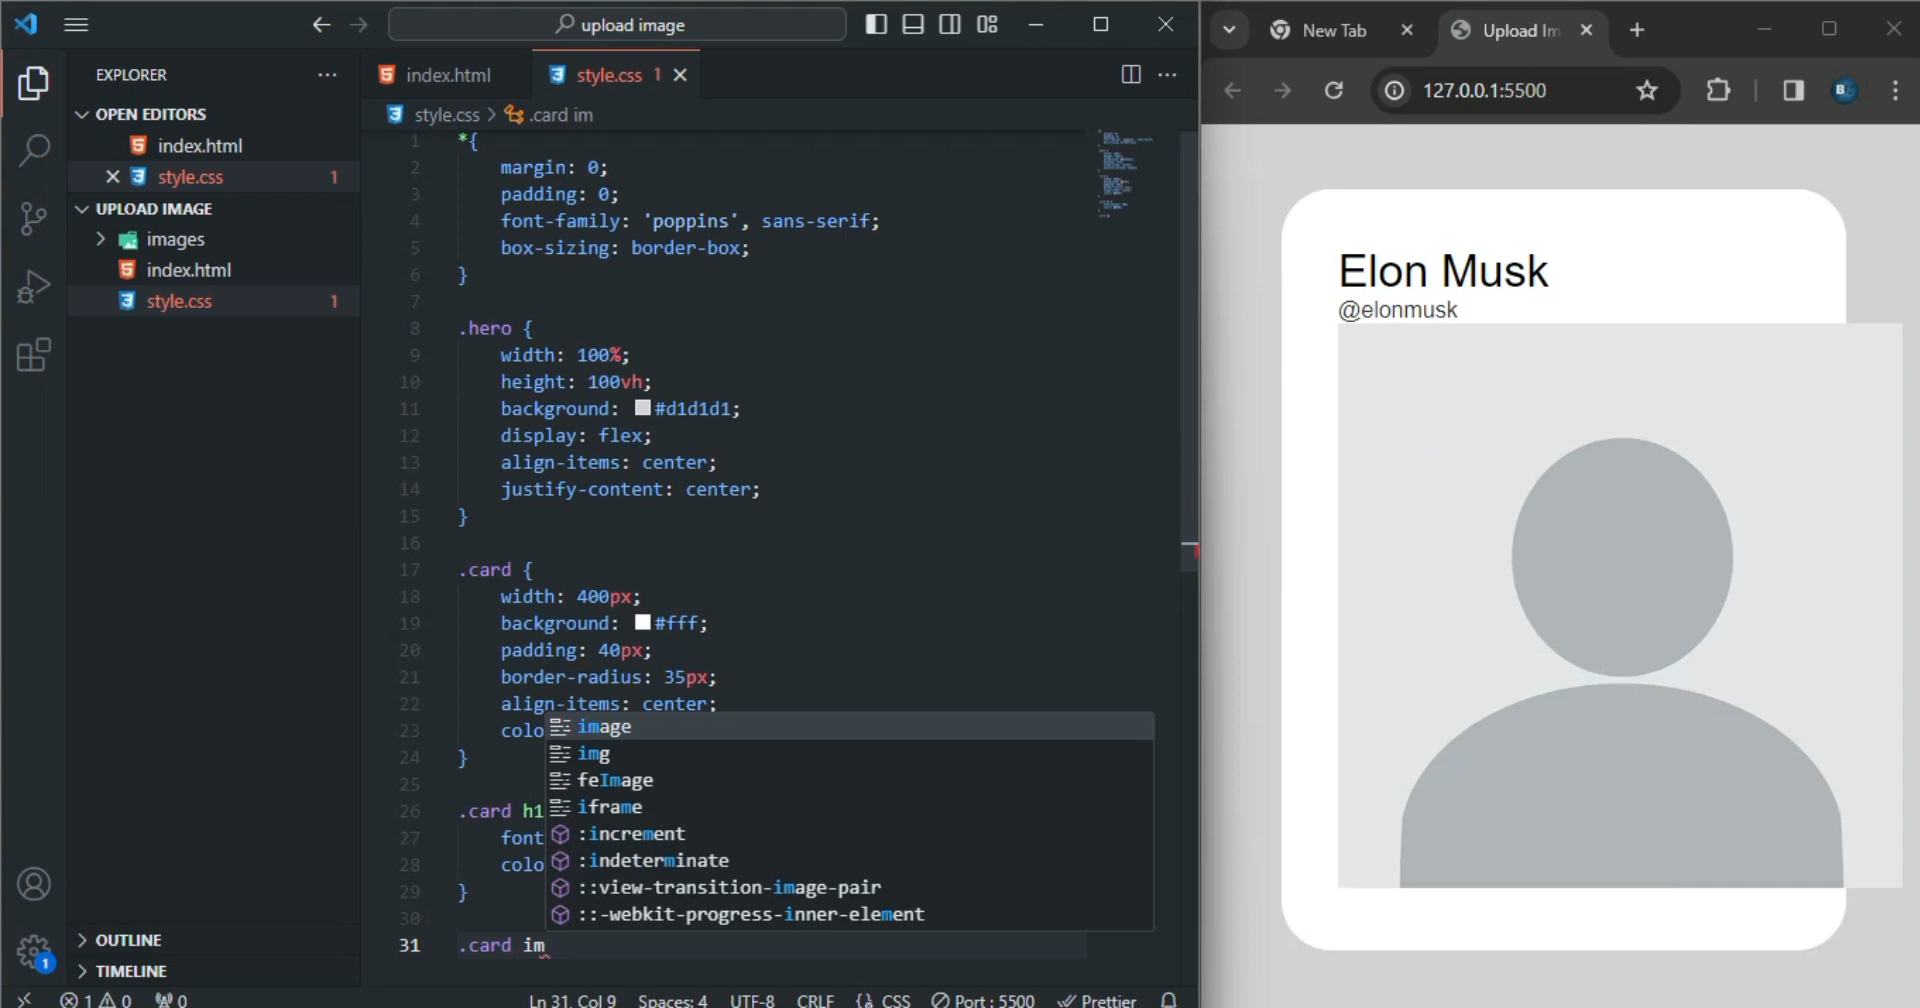 upload image
EXPLORER
OPEN EDITORS
index.html
style.css 1
UPLOAD IMAGE
images
index.html
style.css 1
OUTLINE
TIMELINE
1
index.html
style.css 1
style.css > .card im
1 *{
2 margin: 0;
3 padding: 0;
4 font-family: 'poppins', sans-serif;
5 box-sizing: border-box;
6 }
7
8 .hero {
9 width: 100%;
10 height: 100vh;
11 background: #d1d1d1;
12 display: flex;
13 align-items: center;
14 justify-content: center;
15 }
16
17 .card {
18 width: 400px;
19 background: #fff;
20 padding: 40px;
21 border-radius: 35px;
22 align-items: center;
23 colo
24 }
25
26 .card h1
27 font
28 colo
29 }
30
31 .card im
image
img
feImage
iframe
:increment
:indeterminate
::view-transition-image-pair
::-webkit-progress-inner-element
1 0 0
Ln 31, Col 9 Spaces: 4 UTF-8 CRLF {} CSS Port : 5500 Prettier
New Tab
Upload Im
127.0.0.1:5500
Elon Musk
@elonmusk